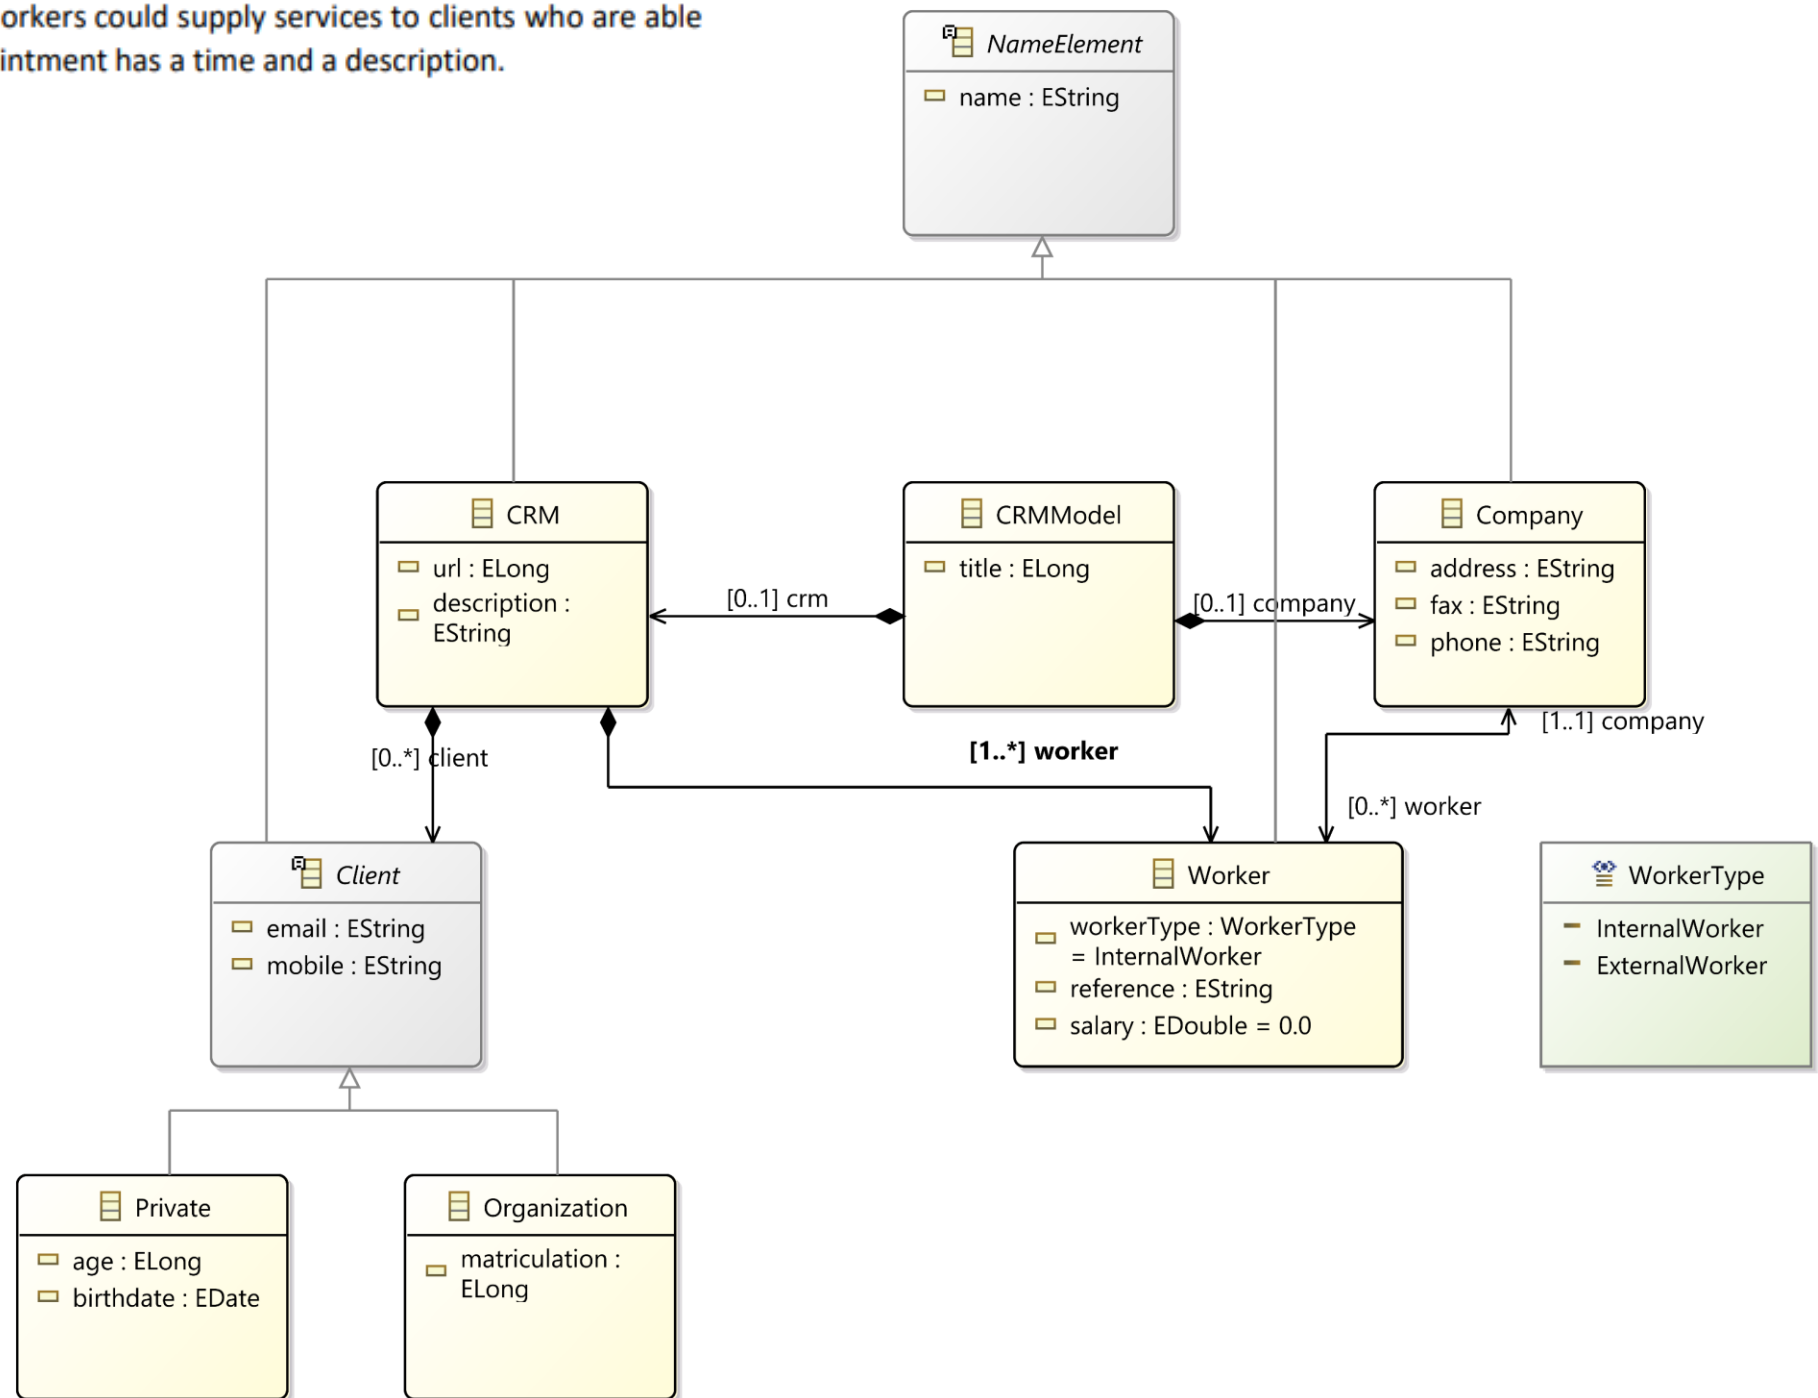 orkers could supply services to clients who are able
intment has a time and a description.
NameElement
name : EString
CRM
url : ELong
description :
EString
[0..1] crm
CRMModel
title : ELong
[0..1] company
Company
address : EString
fax : EString
phone : EString
[0..*] client
[1..*] worker
[1..1] company
[0..*] worker
Client
email : EString
mobile : EString
Worker
workerType : WorkerType
= InternalWorker
reference : EString
salary : EDouble = 0.0
WorkerType
InternalWorker
ExternalWorker
Private
age : ELong
birthdate : EDate
Organization
matriculation :
ELong